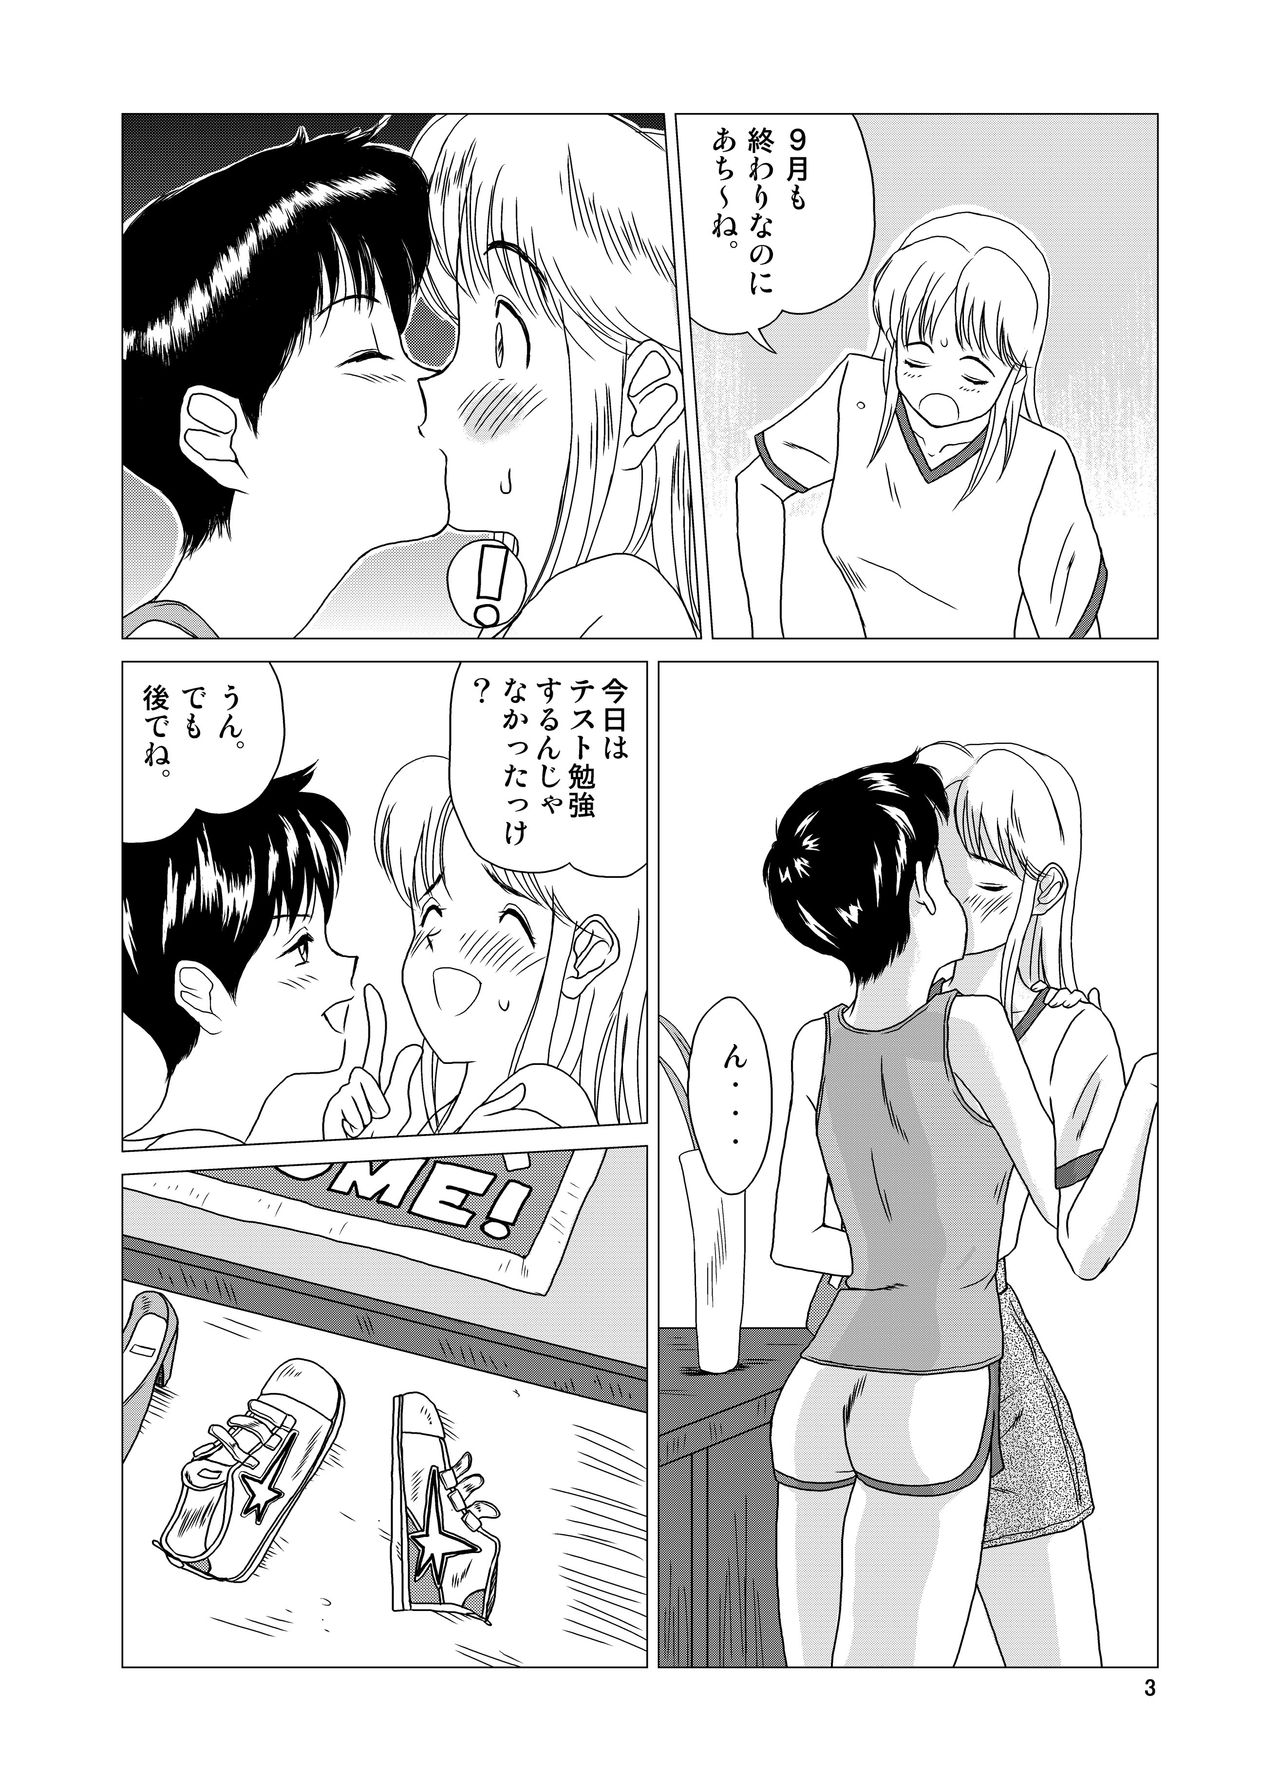 ９月も
終わりなのに
あち～ね。
!
ん・・・
今日は
テスト勉強
するんじゃ
なかったっけ
？
うん。
でも
後でね。
OME!
3